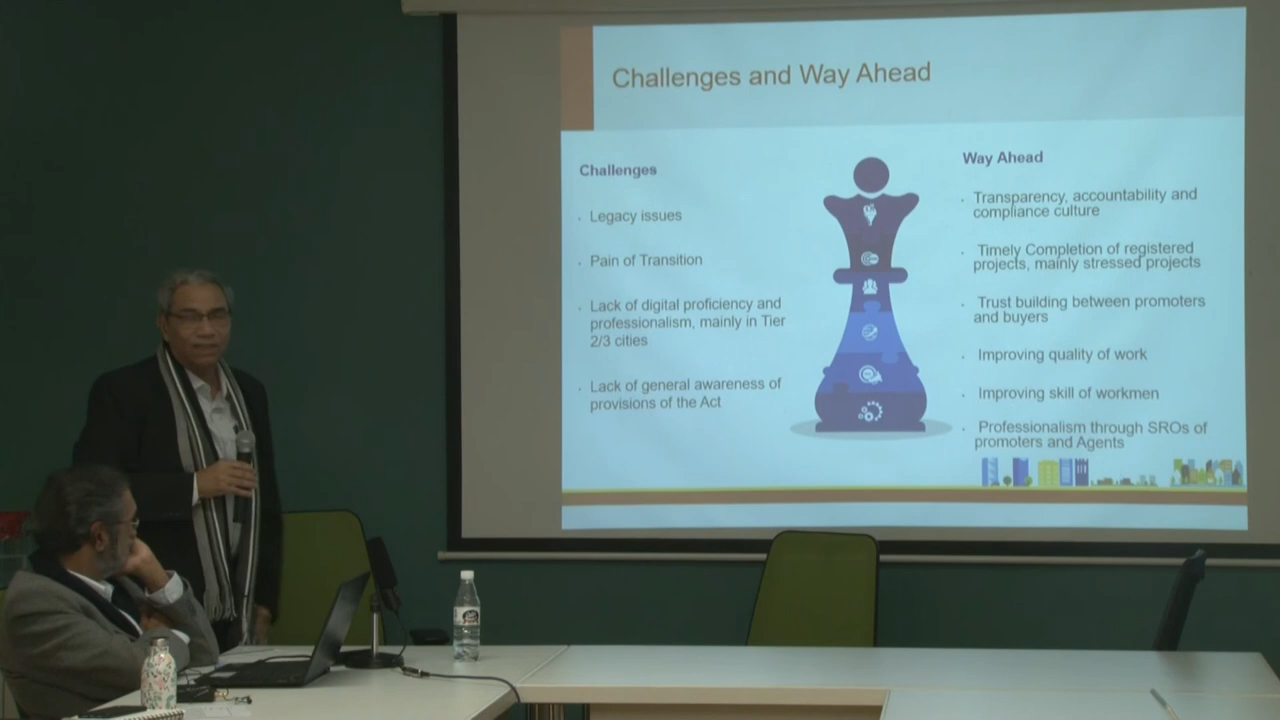 Challenges and Way Ahead
Challenges
Legacy issues
Pain of Transition
Lack of digital proficiency and
professionalism, mainly in Tier
2/3 cities
Lack of general awareness of
provisions of the Act
Way Ahead
Transparency, accountability and
compliance culture
Timely Completion of registered
projects, mainly stressed projects
Trust building between promoters
and buyers
Improving quality of work
Improving skill of workmen
Professionalism through SROs of
promoters and Agents